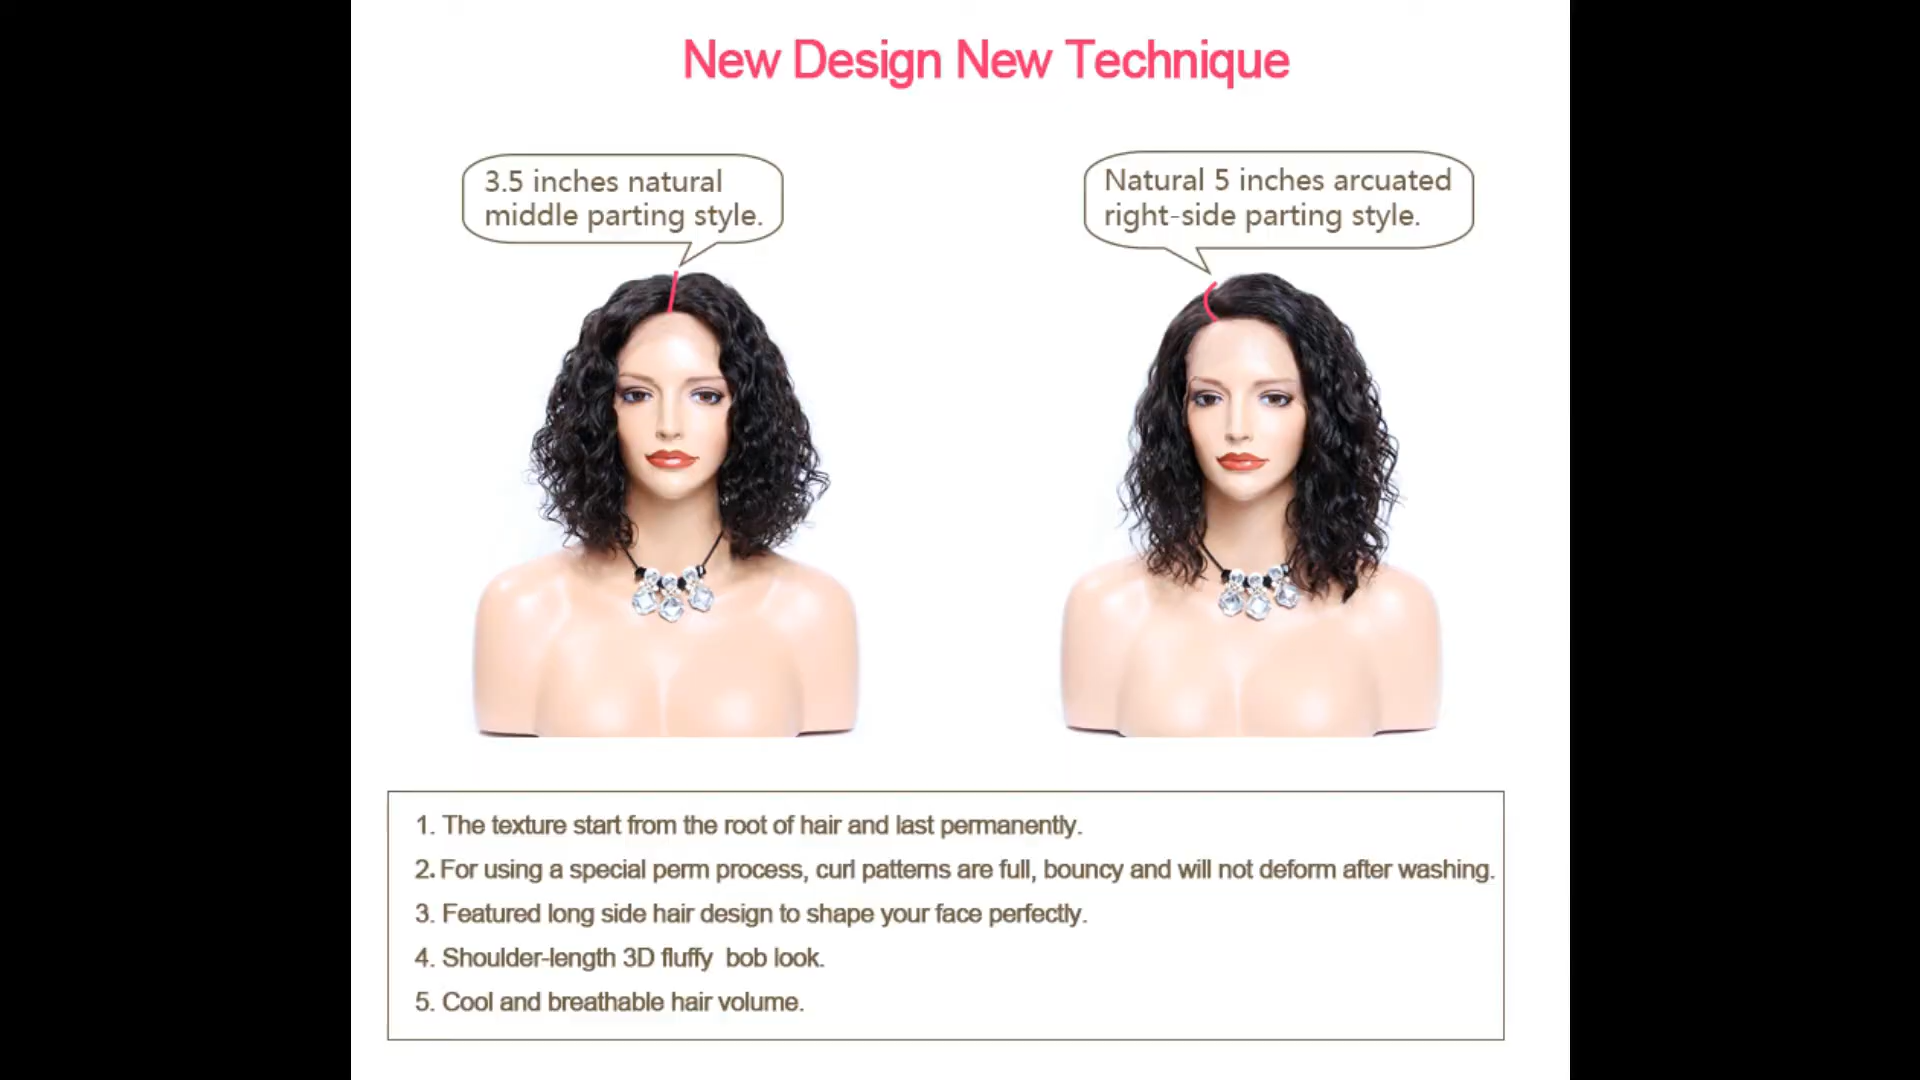 New Design New Technique
3.5 inches natural
middle parting style.
Natural 5 inches arcuated
right-side parting style.
1. The texture start from the root of hair and last permanently.
2. For using a special perm process, curl patterns are full, bouncy and will not deform after washing.
3. Featured long side hair design to shape your face perfectly.
4. Shoulder-length 3D fluffy bob look.
5. Cool and breathable hair volume.